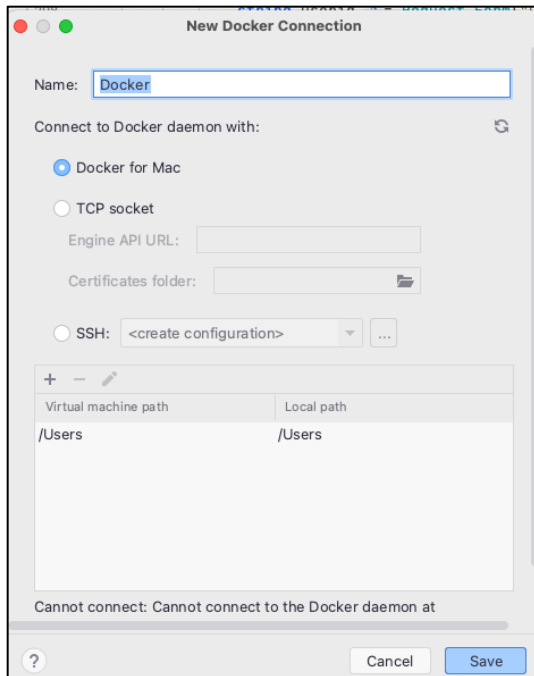 New Docker Connection
Name: Docker
Connect to Docker daemon with:
Docker for Mac
TCP socket
Engine API URL:
Certificates folder:
SSH: <create configuration> ...
+ −
Virtual machine path Local path
/Users /Users
Cannot connect: Cannot connect to the Docker daemon at
? Cancel Save